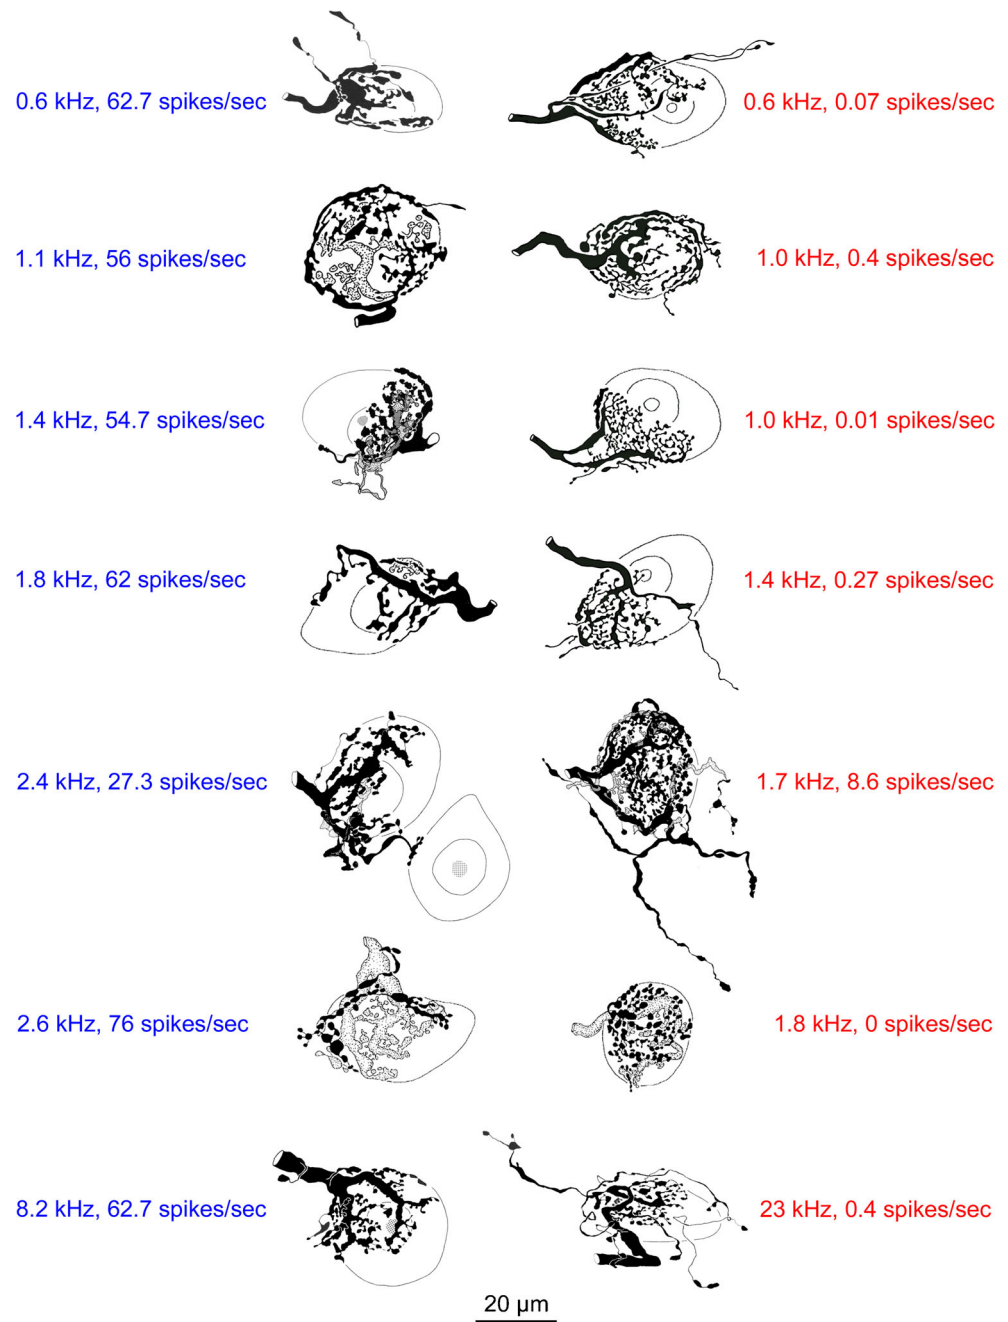 0.6 kHz, 62.7 spikes/sec
0.6 kHz, 0.07 spikes/sec
1.1 kHz, 56 spikes/sec
1.0 kHz, 0.4 spikes/sec
1.4 kHz, 54.7 spikes/sec
1.0 kHz, 0.01 spikes/sec
1.8 kHz, 62 spikes/sec
1.4 kHz, 0.27 spikes/sec
2.4 kHz, 27.3 spikes/sec
1.7 kHz, 8.6 spikes/sec
2.6 kHz, 76 spikes/sec
1.8 kHz, 0 spikes/sec
8.2 kHz, 62.7 spikes/sec
23 kHz, 0.4 spikes/sec
20 µm